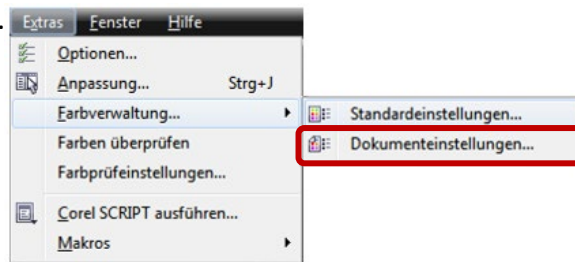 Extras Fenster Hilfe
Optionen...
Anpassung... Strg+J
Farbverwaltung...
Standardeinstellungen...
Farben überprüfen
Dokumenteinstellungen...
Farbprüfeinstellungen...
Corel SCRIPT ausführen...
Makros